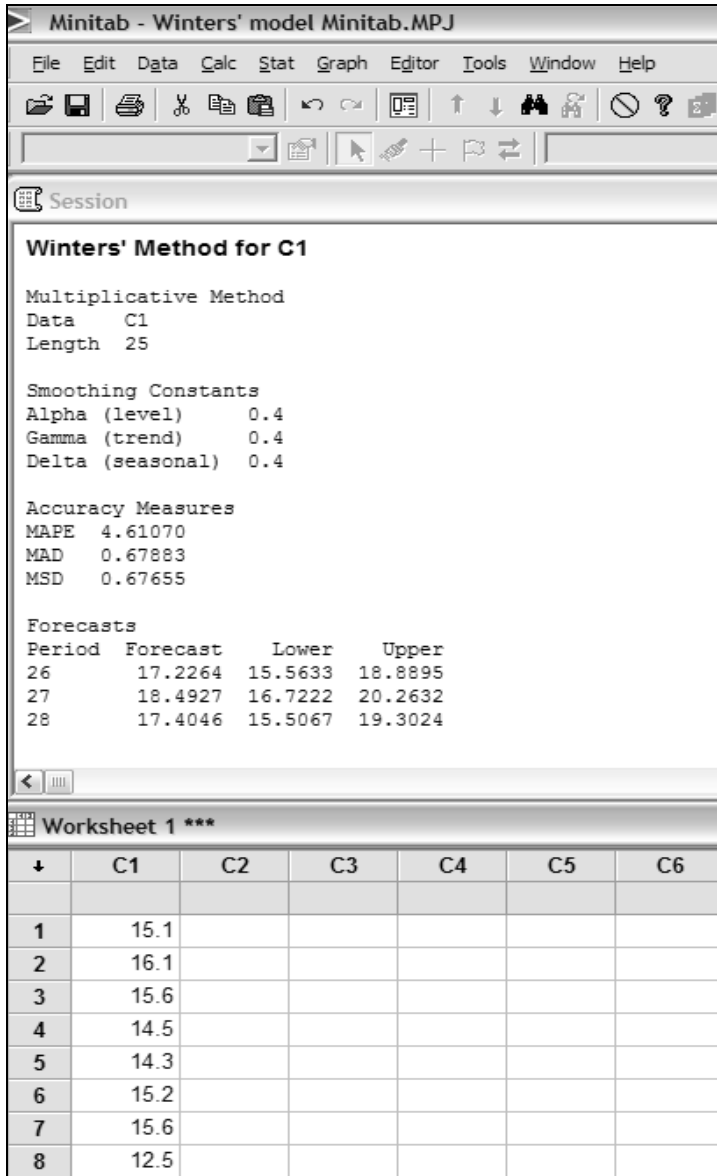 Minitab - Winters' model Minitab.MPJ
File Edit Data Calc Stat Graph Editor Tools Window Help
Session
Winters' Method for C1
Multiplicative Method
Data C1
Length 25
Smoothing Constants
Alpha (level) 0.4
Gamma (trend) 0.4
Delta (seasonal) 0.4
Accuracy Measures
MAPE 4.61070
MAD 0.67883
MSD 0.67655
Forecasts
Period Forecast Lower Upper
26 17.2264 15.5633 18.8895
27 18.4927 16.7222 20.2632
28 17.4046 15.5067 19.3024
Worksheet 1 ***
C1 C2 C3 C4 C5 C6
1 15.1
2 16.1
3 15.6
4 14.5
5 14.3
6 15.2
7 15.6
8 12.5